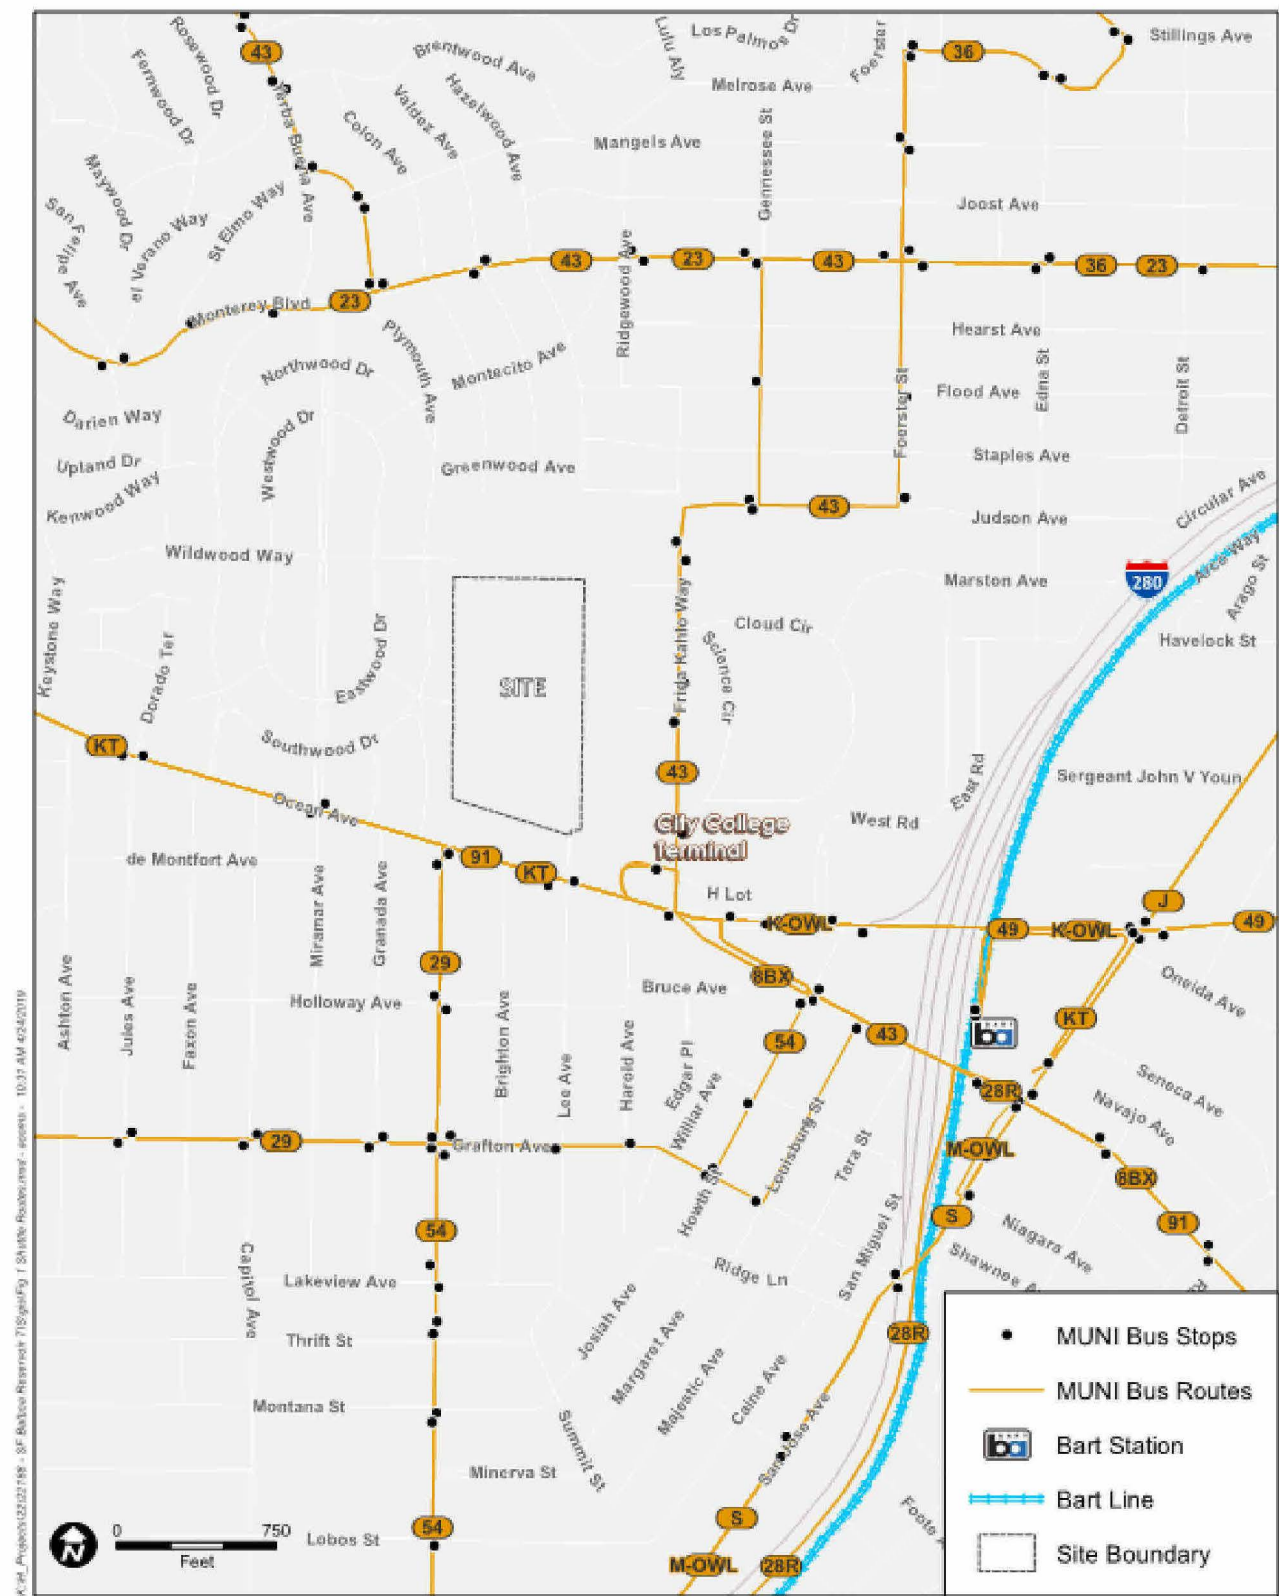 Stillings Ave
Los Palmos Dr
Lulu Aly
Foerster
Rosewood Dr
Fernwood Dr
43
36
Brentwood Ave
Melrose Ave
Hazelwood Ave
Valdez Ave
Colon Ave
Yerba Buena Ave
Mangels Ave
Gennessee St
Maywood Dr
San Felipe Ave
el Verano Way
St Elmo Way
Joost Ave
Ridgewood Ave
43
23
43
36
23
Monterey Blvd
23
Hearst Ave
Plymouth Ave
Northwood Dr
Montecito Ave
Edna St
Detroit St
Flood Ave
Foerster St
Darien Way
Westwood Dr
Upland Dr
Greenwood Ave
Staples Ave
Kenwood Way
43
Judson Ave
Circular Ave
Wildwood Way
Marston Ave
280
Arago St
Keystone Way
Dorado Ter
Eastwood Dr
Frida Kahlo Way
Cloud Cir
Science Cir
Havelock St
SITE
KT
Southwood Dr
43
East Rd
Sergeant John V Youn
Ocean Ave
City College
Terminal
West Rd
de Montfort Ave
91
KT
Miramar Ave
Granada Ave
H Lot
J
K-OWL
49
K-OWL
49
29
Ashton Ave
Jules Ave
Faxon Ave
Holloway Ave
Brighton Ave
Bruce Ave
8BX
Oneida Ave
KT
54
43
Lee Ave
Harold Ave
Edgar Pl
Williar Ave
Louisburg St
Tara St
28R
Seneca Ave
Navajo Ave
29
Grafton Ave
M-OWL
8BX
Howth St
San Miguel St
S
91
54
Niagara Ave
Shawnee A
Capitol Ave
Lakeview Ave
Ridge Ln
Josiah Ave
Thrift St
Margaret Ave
28R
Majestic Ave
Caine Ave
Montana St
San Jose Ave
Summit St
Minerva St
Foote A
S
54
Lobos St
M-OWL
28R
N
0
750
Feet
MUNI Bus Stops
MUNI Bus Routes
ba
Bart Station
Bart Line
Site Boundary